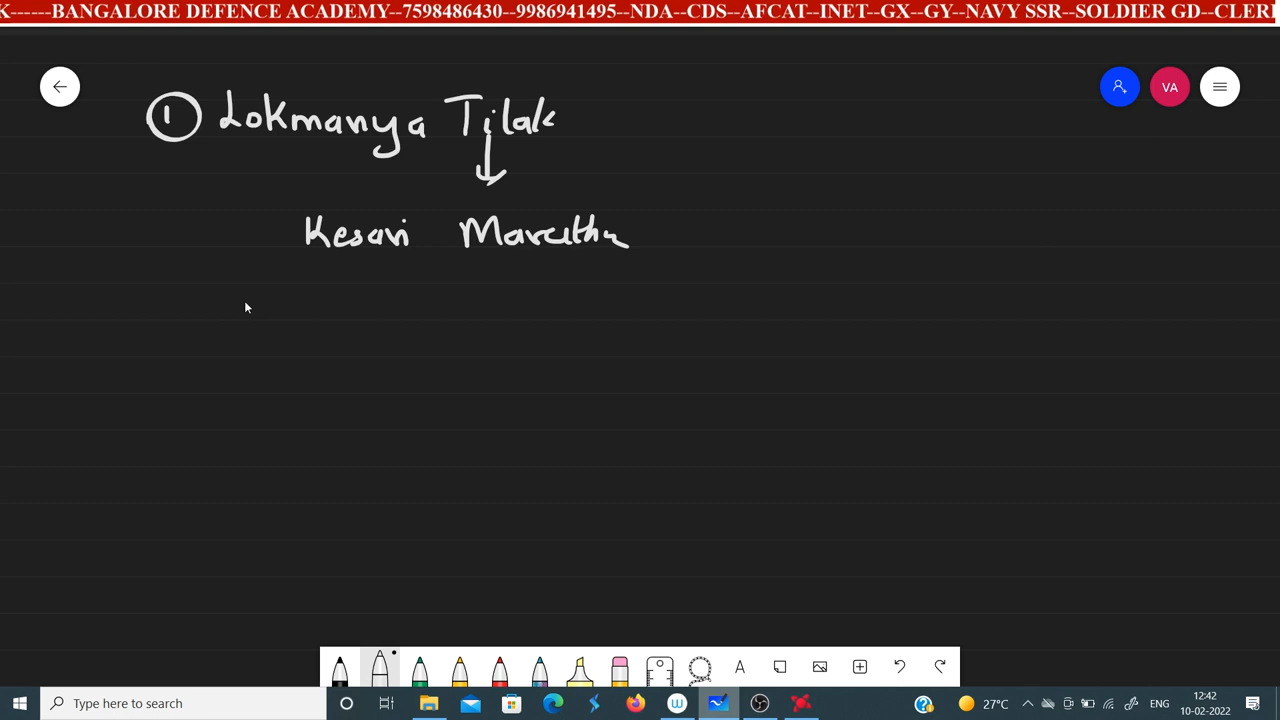 K------BANGALORE DEFENCE ACADEMY--7598486430--9986941495--NDA--CDS--AFCAT--INET--GX--GY--NAVY SSR--SOLDIER GD--CLERI
VA
① Lokmanya Tilak
↓
Kesari Maratha
A
Type here to search
27°C
ENG
12:42
10-02-2022